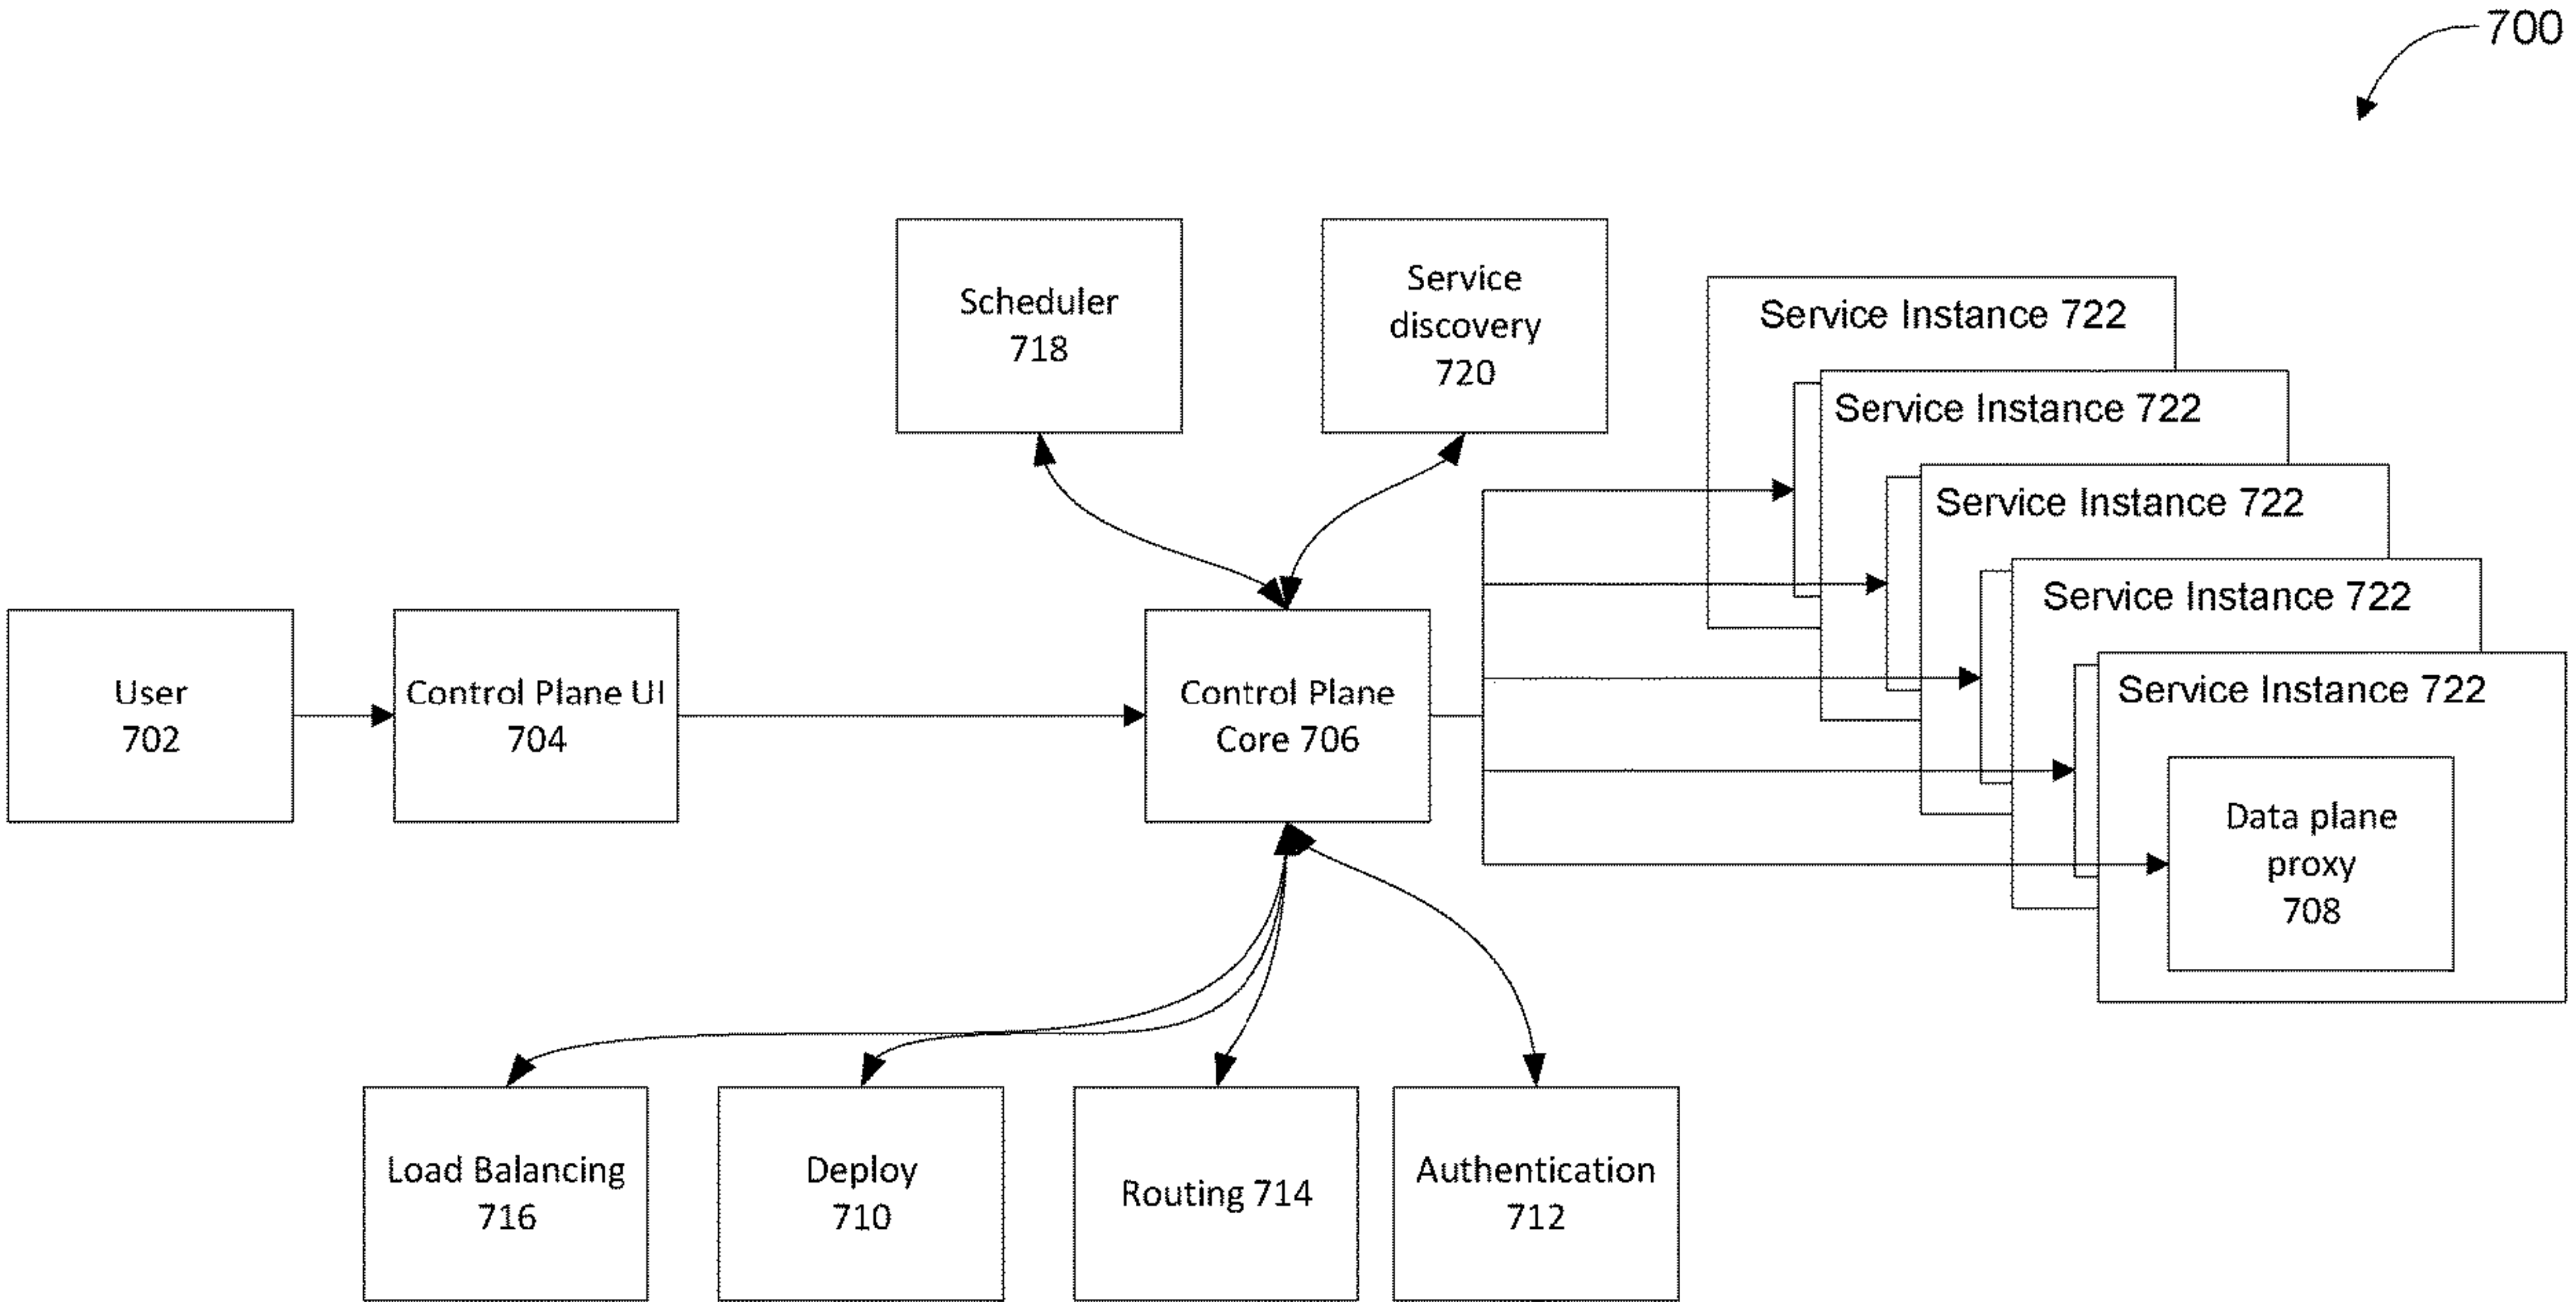 700
Scheduler
718
Service
discovery
720
Service Instance 722
Service Instance 722
Service Instance 722
Service Instance 722
Service Instance 722
User
702
Control Plane UI
704
Control Plane
Core 706
Data plane
proxy
708
Load Balancing
716
Deploy
710
Routing 714
Authentication
712